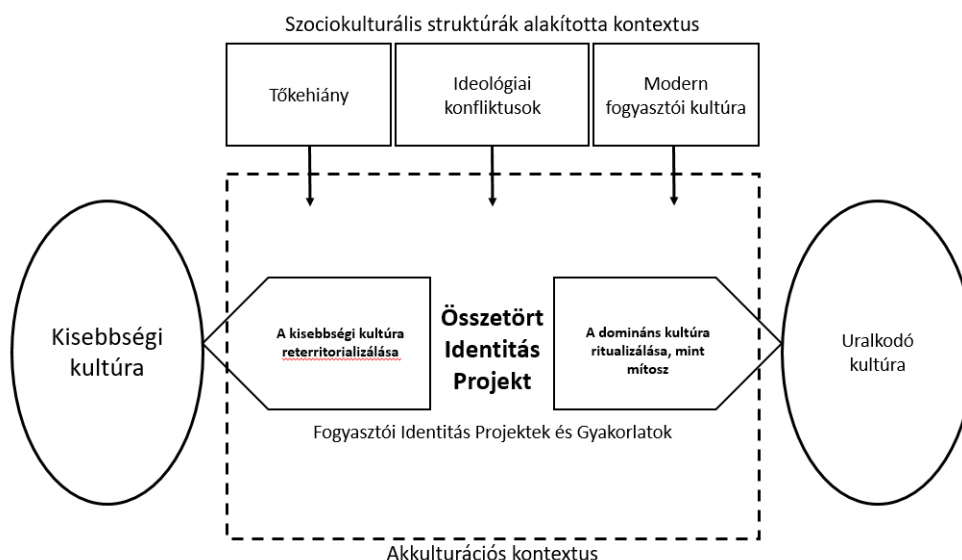 Szociokulturális struktúrák alakította kontextus
Tőkehiány
Ideológiai
konfliktusok
Modern
fogyasztói kultúra
Kisebbségi
kultúra
A kisebbségi kultúra
reterritorializálása
Összetört
Identitás
Projekt
A domináns kultúra
ritualizálása, mint
mítosz
Uralkodó
kultúra
Fogyasztói Identitás Projektek és Gyakorlatok
Akkulturációs kontextus